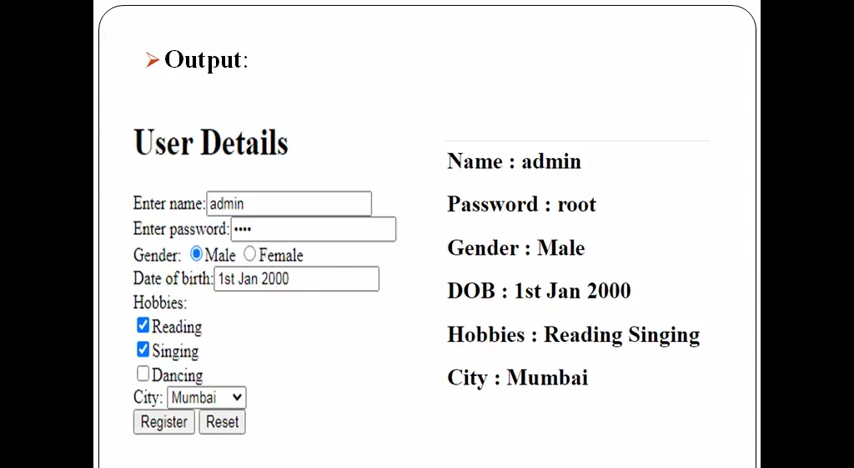 Output:
User Details
Enter name: admin
Enter password: ••••
Gender: Male Female
Date of birth: 1st Jan 2000
Hobbies:
Reading
Singing
Dancing
City: Mumbai
Register Reset
Name : admin
Password : root
Gender : Male
DOB : 1st Jan 2000
Hobbies : Reading Singing
City : Mumbai